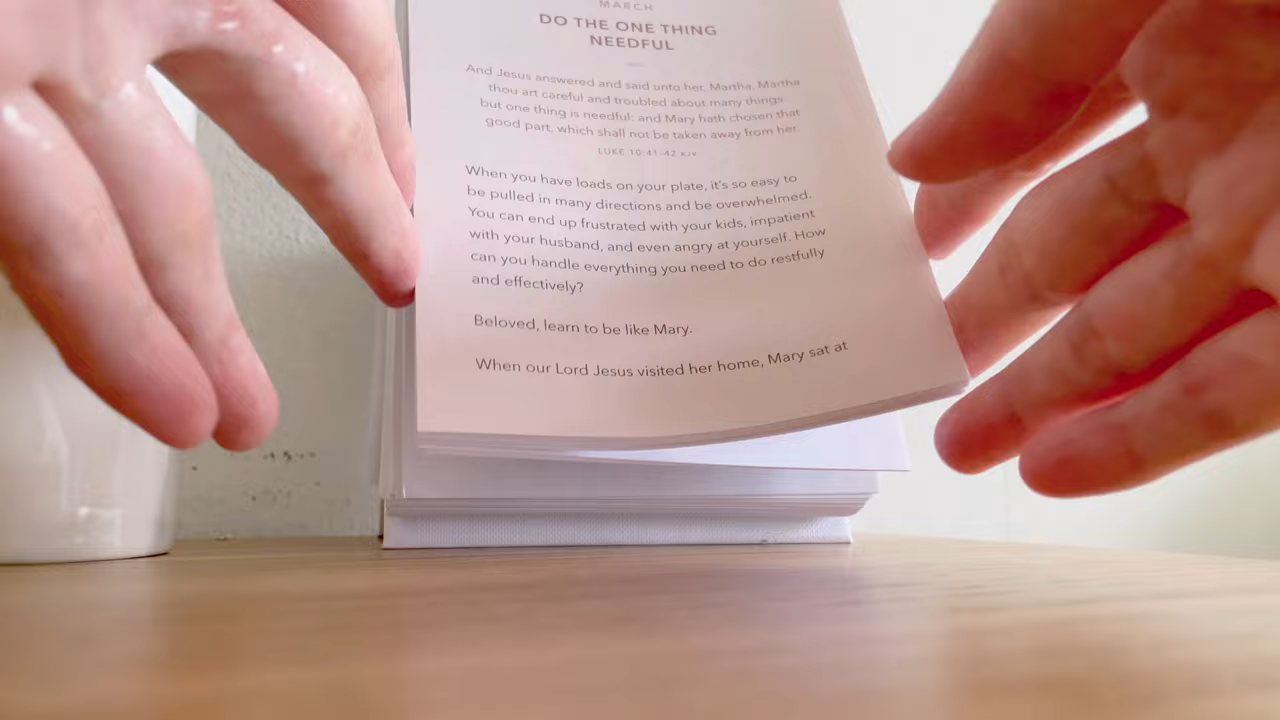 MARCH
DO THE ONE THING
NEEDFUL
And Jesus answered and said unto her, Martha, Martha
thou art careful and troubled about many things:
but one thing is needful: and Mary hath chosen that
good part, which shall not be taken away from her.
LUKE 10:41-42 KJV
When you have loads on your plate, it's so easy to
be pulled in many directions and be overwhelmed.
You can end up frustrated with your kids, impatient
with your husband, and even angry at yourself. How
can you handle everything you need to do restfully
and effectively?
Beloved, learn to be like Mary.
When our Lord Jesus visited her home, Mary sat at